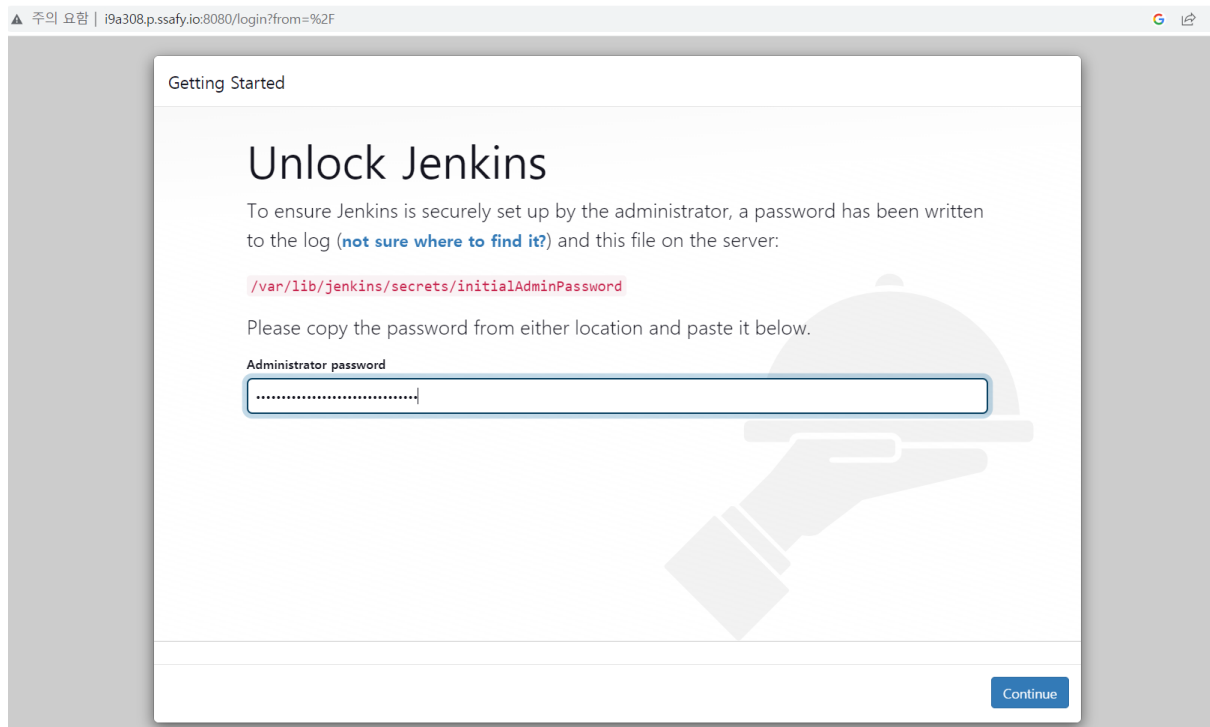 주의 요함 | i9a308.p.ssafy.io:8080/login?from=%2F
Getting Started
Unlock Jenkins
To ensure Jenkins is securely set up by the administrator, a password has been written
to the log (not sure where to find it?) and this file on the server:
/var/lib/jenkins/secrets/initialAdminPassword
Please copy the password from either location and paste it below.
Administrator password
Continue